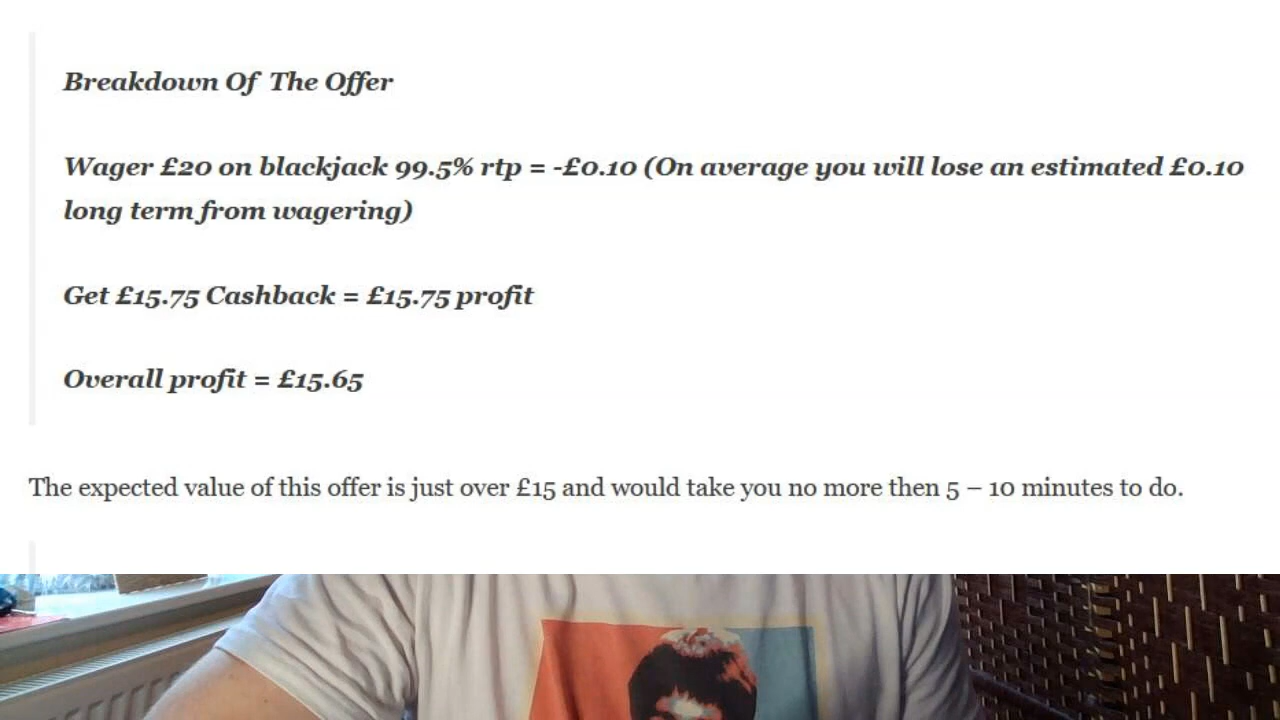 Breakdown Of The Offer
Wager £20 on blackjack 99.5% rtp = -£0.10 (On average you will lose an estimated £0.10
long term from wagering)
Get £15.75 Cashback = £15.75 profit
Overall profit = £15.65
The expected value of this offer is just over £15 and would take you no more then 5 – 10 minutes to do.